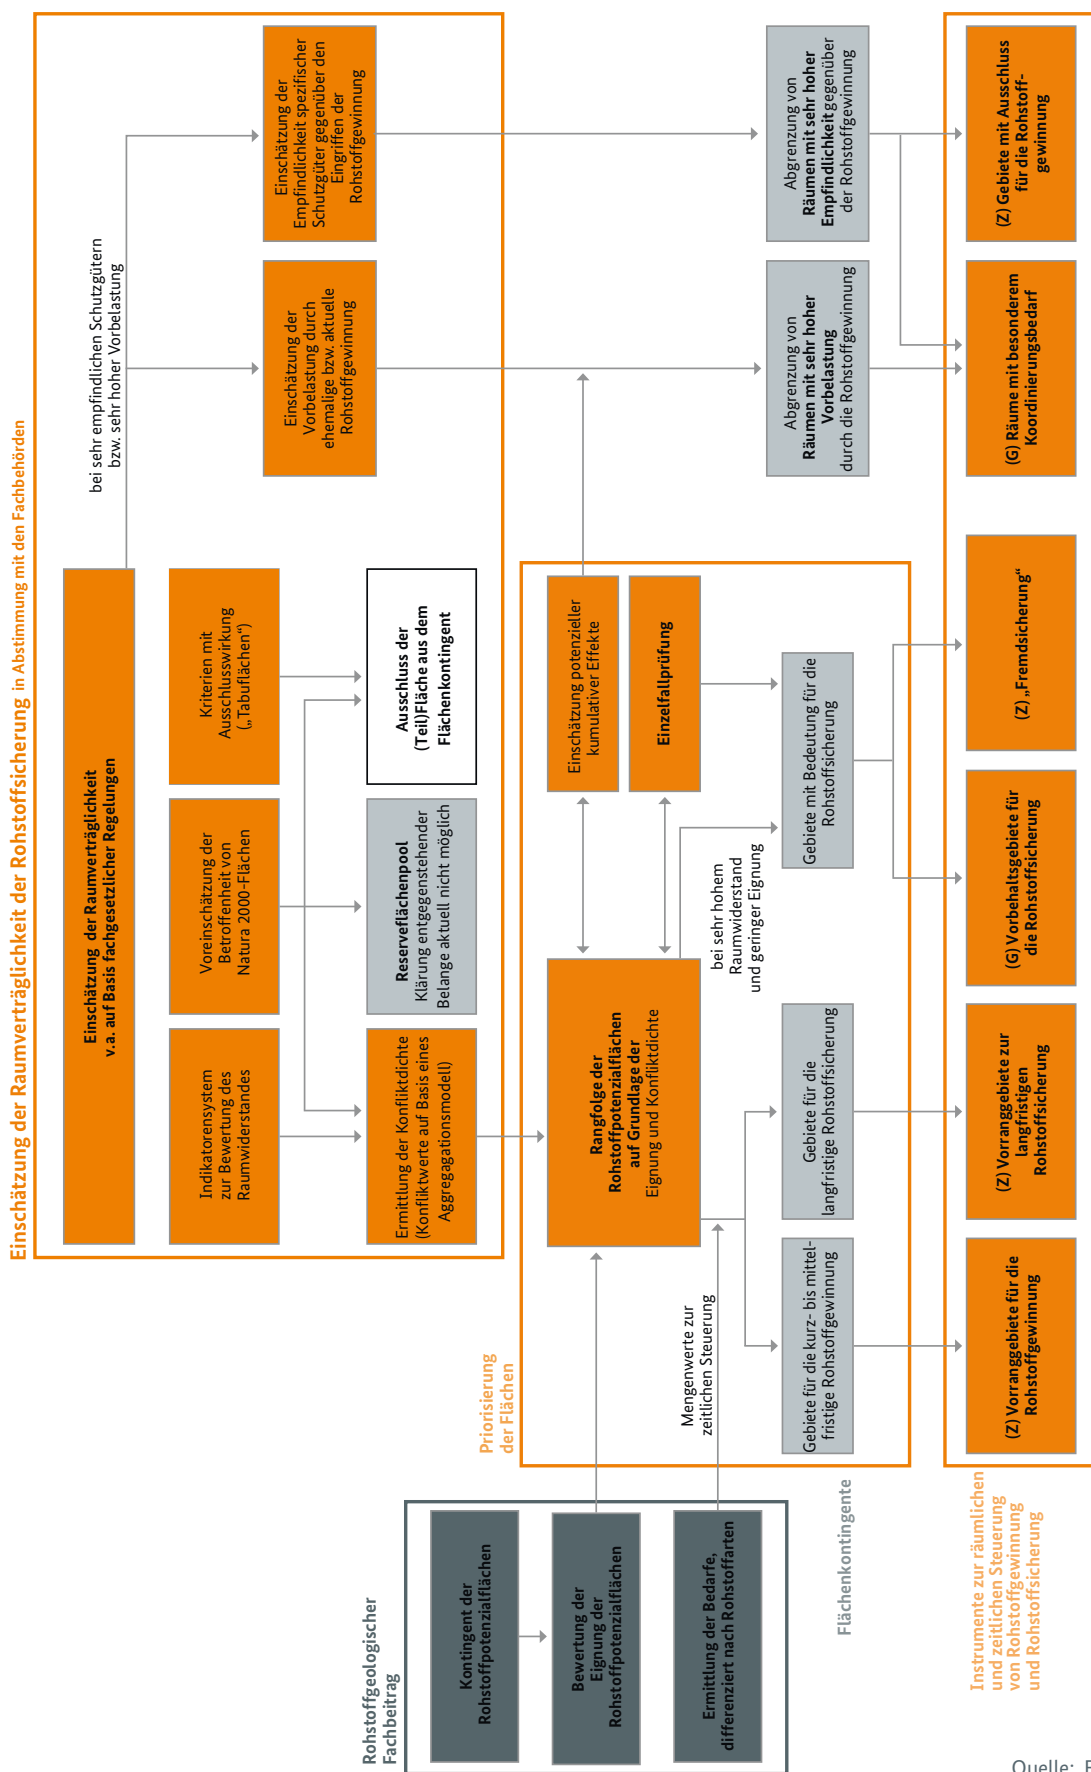 Einschätzung der Raumverträglichkeit der Rohstoffsicherung in Abstimmung mit den Fachbehörden
Einschätzung der Raumverträglichkeit
v.a. auf Basis fachgesetzlicher Regelungen
bei sehr empfindlichen Schutzgütern
bzw. sehr hoher Vorbelastung
Indikatorensystem
zur Bewertung des
Raumwiderstandes
Voreinschätzung der
Betroffenheit von
Natura 2000-Flächen
Kriterien mit
Ausschlusswirkung
(„Tabuflächen“)
Einschätzung der
Vorbelastung durch
ehemalige bzw. aktuelle
Rohstoffgewinnung
Einschätzung der
Empfindlichkeit spezifischer
Schutzgüter gegenüber den
Eingriffen der
Rohstoffgewinnung
Ermittlung der Konfliktdichte
(Konfliktwerte auf Basis eines
Aggregagationsmodell)
Reserveflächenpool
Klärung entgegenstehender
Belange aktuell nicht möglich
Ausschluss der
(Teil)Fläche aus dem
Flächenkontingent
Rohstoffgeologischer
Fachbeitrag
Kontingent der
Rohstoffpotenzialflächen
Bewertung der
Eignung der
Rohstoffpotenzialflächen
Ermittlung der Bedarfe,
differenziert nach Rohstoffarten
Priorisierung
der Flächen
Rangfolge der
Rohstoffpotenzialflächen
auf Grundlage der
Eignung und Konfliktdichte
Einschätzung potenzieller
kumulativer Effekte
Einzelfallprüfung
Mengenwerte zur
zeitlichen Steuerung
bei sehr hohem
Raumwiderstand
und geringer Eignung
Flächenkontingente
Gebiete für die kurz- bis mittel-
fristige Rohstoffgewinnung
Gebiete für die
langfristige Rohstoffsicherung
Gebiete mit Bedeutung für die
Rohstoffsicherung
Abgrenzung von
Räumen mit sehr hoher
Vorbelastung
durch die Rohstoffgewinnung
Abgrenzung von
Räumen mit sehr hoher
Empfindlichkeit gegenüber
der Rohstoffgewinnung
Instrumente zur räumlichen
und zeitlichen Steuerung
von Rohstoffgewinnung
und Rohstoffsicherung
(Z) Vorranggebiete für die
Rohstoffgewinnung
(Z) Vorranggebiete zur
langfristigen
Rohstoffsicherung
(G) Vorbehaltsgebiete für
die Rohstoffsicherung
(Z) „Fremdsicherung“
(G) Räume mit besonderem
Koordinierungsbedarf
(Z) Gebiete mit Ausschluss
für die Rohstoff-
gewinnung
Quelle: